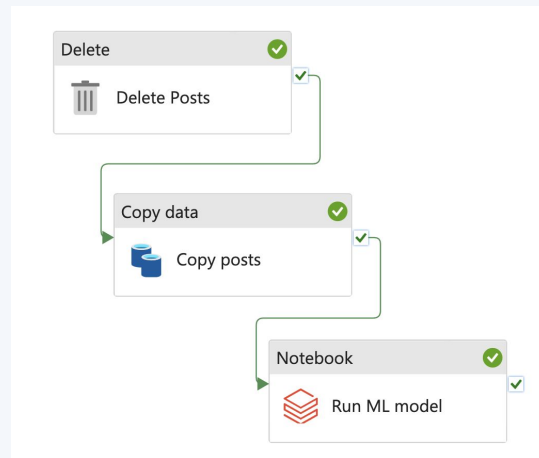 Delete
Delete Posts
Copy data
Copy posts
Notebook
Run ML model